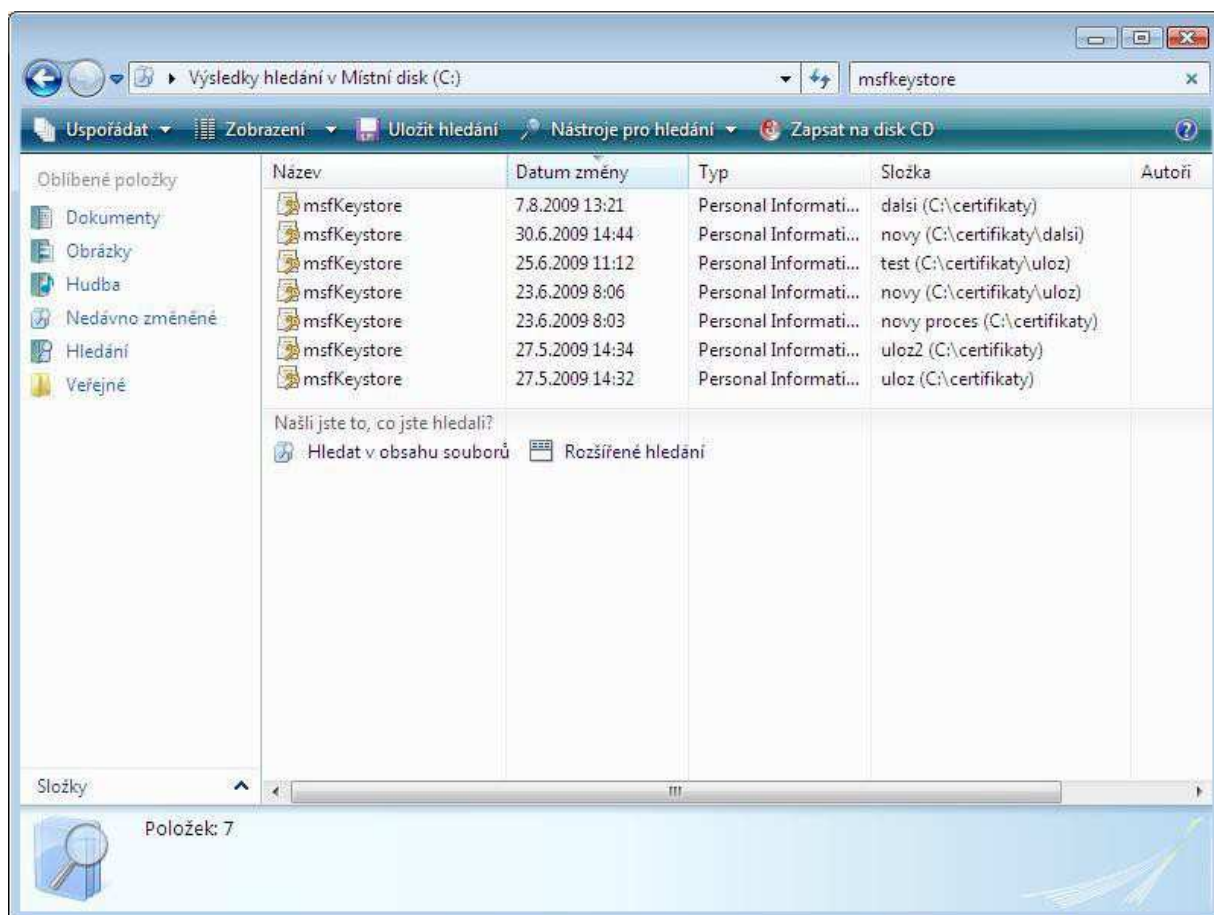 Výsledky hledání v Místní disk (C:) msfkeystore
Uspořádat Zobrazení Uložit hledání Nástroje pro hledání Zapsat na disk CD
Oblíbené položky
Dokumenty
Obrázky
Hudba
Nedávno změněné
Hledání
Veřejné
Složky
Název Datum změny Typ Složka Autoři
msfKeystore 7.8.2009 13:21 Personal Informati... dalsi (C:\certifikaty)
msfKeystore 30.6.2009 14:44 Personal Informati... novy (C:\certifikaty\dalsi)
msfKeystore 25.6.2009 11:12 Personal Informati... test (C:\certifikaty\uloz)
msfKeystore 23.6.2009 8:06 Personal Informati... novy (C:\certifikaty\uloz)
msfKeystore 23.6.2009 8:03 Personal Informati... novy proces (C:\certifikaty)
msfKeystore 27.5.2009 14:34 Personal Informati... uloz2 (C:\certifikaty)
msfKeystore 27.5.2009 14:32 Personal Informati... uloz (C:\certifikaty)
Našli jste to, co jste hledali?
Hledat v obsahu souborů Rozšířené hledání
Položek: 7